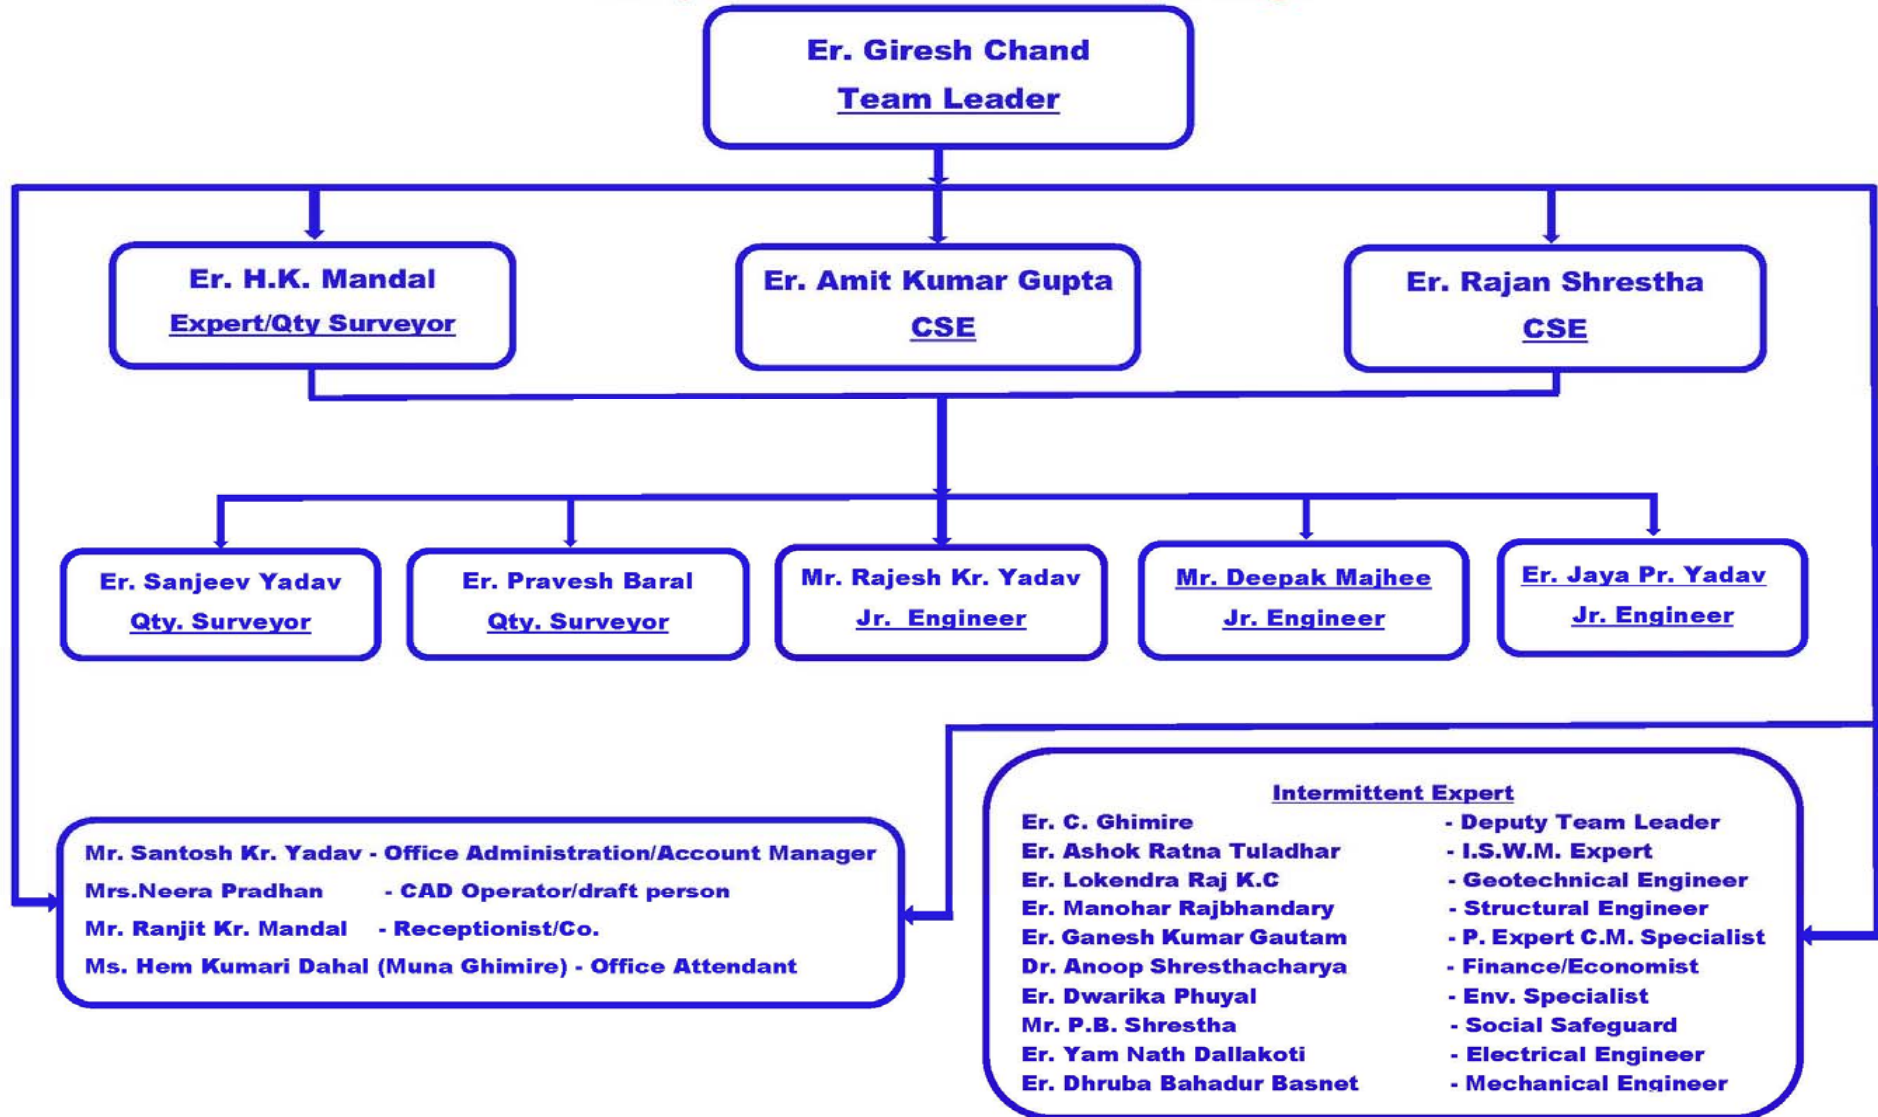 Er. Giresh Chand
Team Leader
Er. H.K. Mandal
Expert/Qty Surveyor
Er. Amit Kumar Gupta
CSE
Er. Rajan Shrestha
CSE
Er. Sanjeev Yadav
Qty. Surveyor
Er. Pravesh Baral
Qty. Surveyor
Mr. Rajesh Kr. Yadav
Jr. Engineer
Mr. Deepak Majhee
Jr. Engineer
Er. Jaya Pr. Yadav
Jr. Engineer
Mr. Santosh Kr. Yadav - Office Administration/Account Manager
Mrs.Neera Pradhan - CAD Operator/draft person
Mr. Ranjit Kr. Mandal - Receptionist/Co.
Ms. Hem Kumari Dahal (Muna Ghimire) - Office Attendant
Intermittent Expert
Er. C. Ghimire - Deputy Team Leader
Er. Ashok Ratna Tuladhar - I.S.W.M. Expert
Er. Lokendra Raj K.C - Geotechnical Engineer
Er. Manohar Rajbhandary - Structural Engineer
Er. Ganesh Kumar Gautam - P. Expert C.M. Specialist
Dr. Anoop Shresthacharya - Finance/Economist
Er. Dwarika Phuyal - Env. Specialist
Mr. P.B. Shrestha - Social Safeguard
Er. Yam Nath Dallakoti - Electrical Engineer
Er. Dhruba Bahadur Basnet - Mechanical Engineer